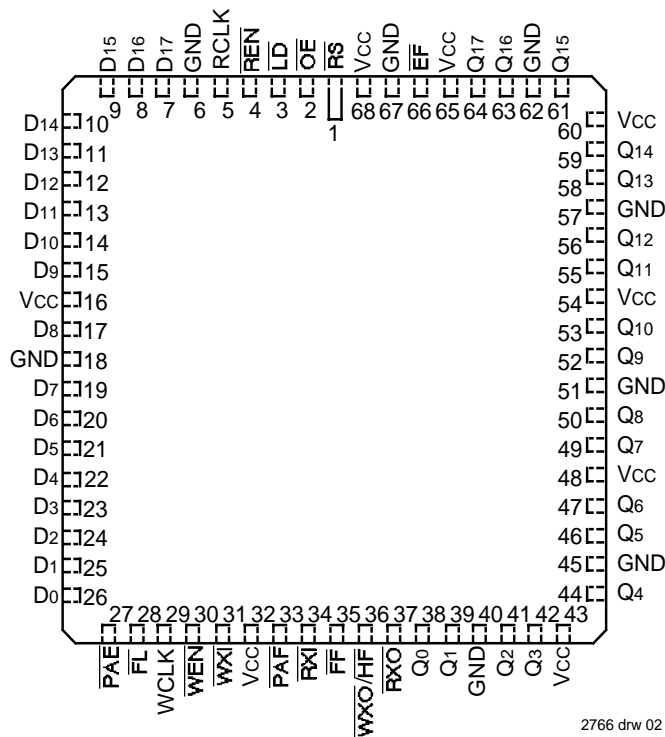 D15 D16 D17 GND RCLK REN LD OE RS VCC GND EF VCC Q17 Q16 GND Q15
9 8 7 6 5 4 3 2 1 68 67 66 65 64 63 62 61
D14 10
D13 11
D12 12
D11 13
D10 14
D9 15
VCC 16
D8 17
GND 18
D7 19
D6 20
D5 21
D4 22
D3 23
D2 24
D1 25
D0 26
60 VCC
59 Q14
58 Q13
57 GND
56 Q12
55 Q11
54 VCC
53 Q10
52 Q9
51 GND
50 Q8
49 Q7
48 VCC
47 Q6
46 Q5
45 GND
44 Q4
27 28 29 30 31 32 33 34 35 36 37 38 39 40 41 42 43
PAE FL WCLK WEN WXI VCC PAF RXI FF WXO/HF RXO Q0 Q1 GND Q2 Q3 VCC
2766 drw 02